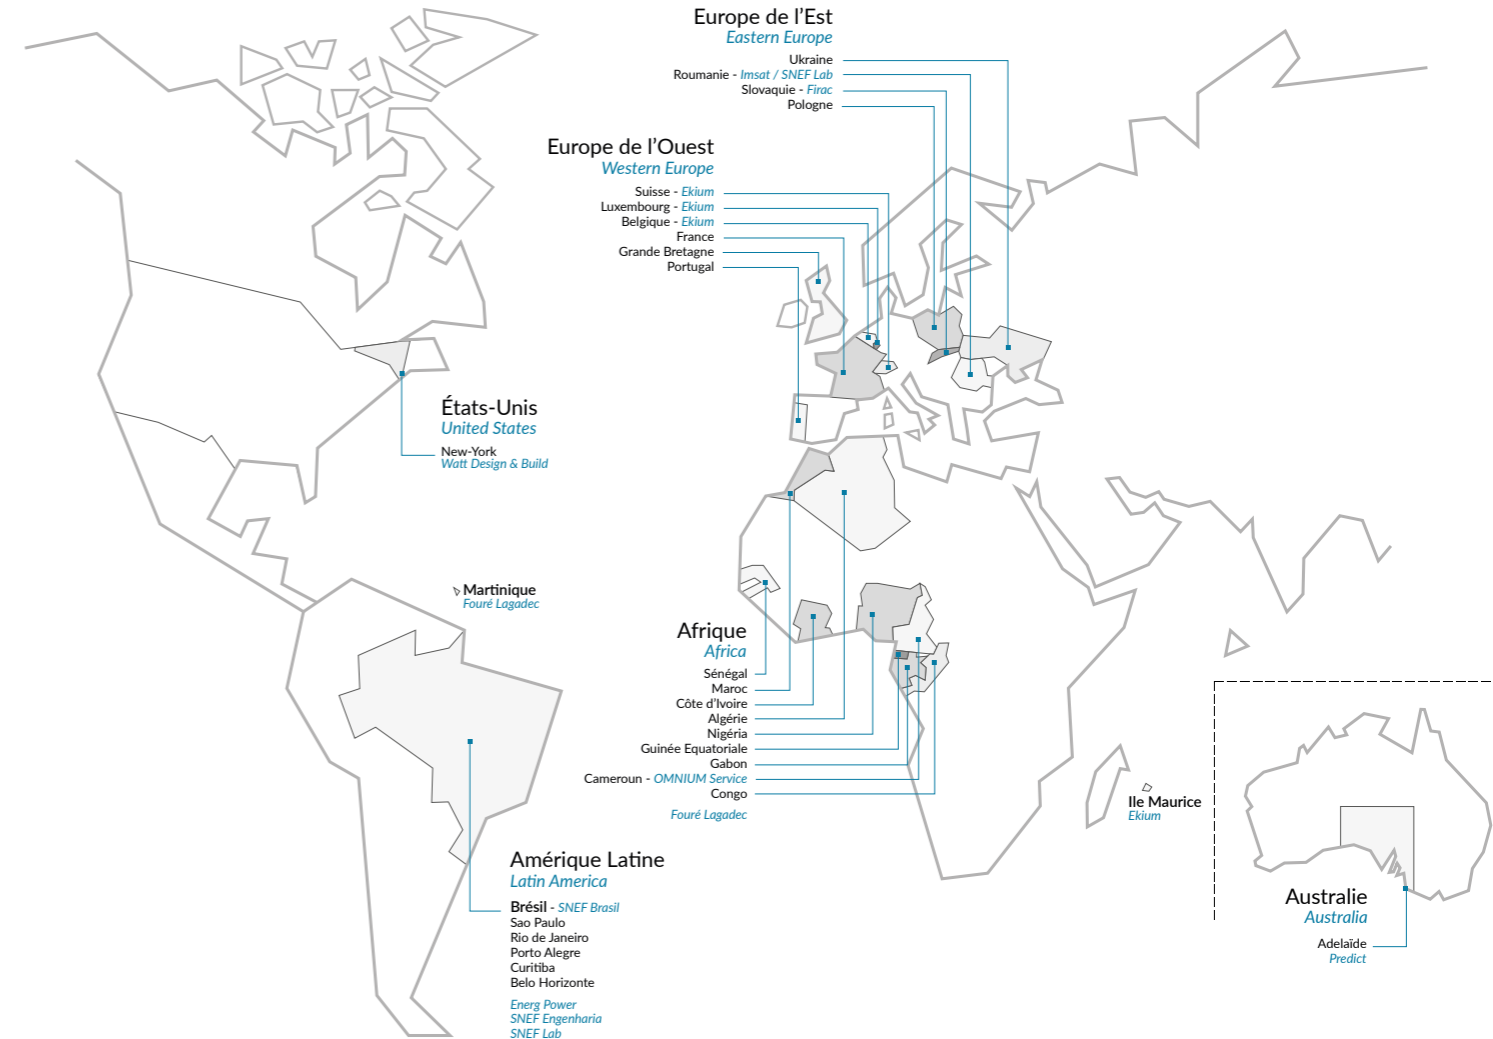 Europe de l'Est
Eastern Europe
Ukraine
Roumanie - Imsat / SNEF Lab
Slovaquie - Firac
Pologne
Europe de l'Ouest
Western Europe
Suisse - Ekium
Luxembourg - Ekium
Belgique - Ekium
France
Grande Bretagne
Portugal
États-Unis
United States
New-York
Watt Design & Build
Martinique
Fouré Lagadec
Afrique
Africa
Sénégal
Maroc
Côte d'Ivoire
Algérie
Nigéria
Guinée Equatoriale
Gabon
Cameroun - OMNIUM Service
Congo
Fouré Lagadec
Ile Maurice
Ekium
Amérique Latine
Latin America
Brésil - SNEF Brasil
Sao Paulo
Rio de Janeiro
Porto Alegre
Curitiba
Belo Horizonte
Energ Power
SNEF Engenharia
SNEF Lab
Australie
Australia
Adelaïde
Predict